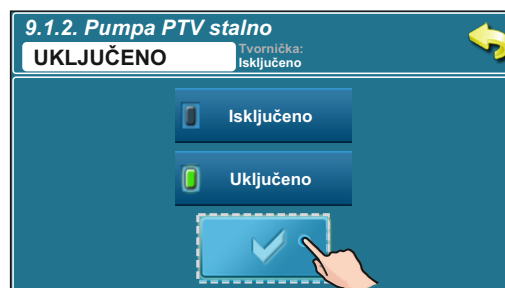 9.1.2. Pumpa PTV stalno
UKLJUČENO
Tvornička:
Isključeno
Isključeno
Uključeno